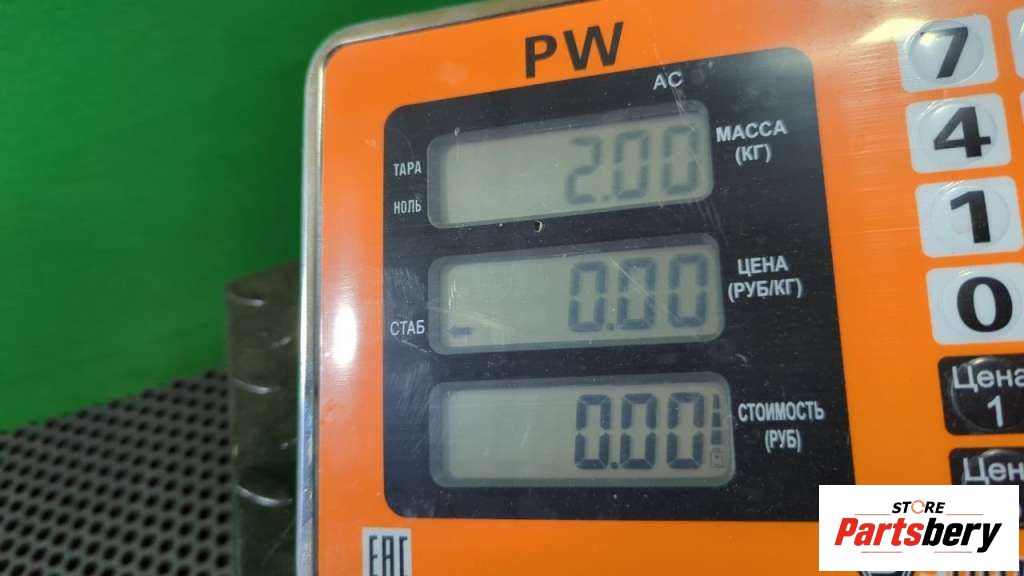 PW
AC
7
ТАРА
2.00
МАССА
(КГ)
4
НОЛЬ
1
ЦЕНА
(РУБ/КГ)
СТАБ
0.00
0
Цена
1
0.00
СТОИМОСТЬ
(РУБ)
EAC
STORE
Partsbery